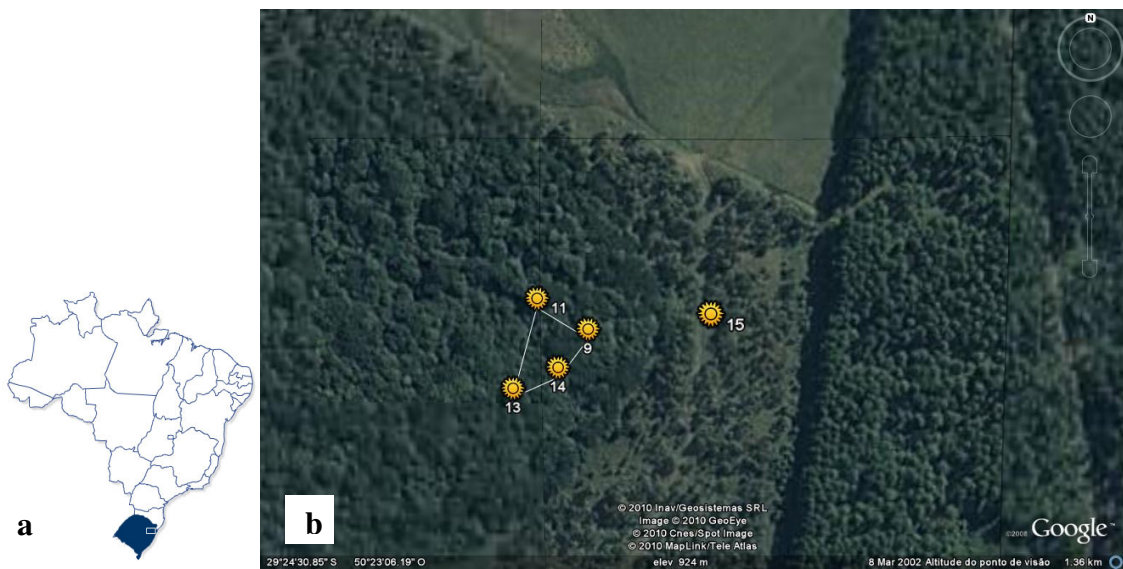 N
11
9
15
14
13
a
b
© 2010 Inav/Geosistemas SRL
Image © 2010 GeoEye
© 2010 Cnes/Spot Image
© 2010 MapLink/Tele Atlas
©2008 Google™
29°24'30.85" S 50°23'06.19" O elev 924 m 8 Mar 2002 Altitude do ponto de visão 1.36 km